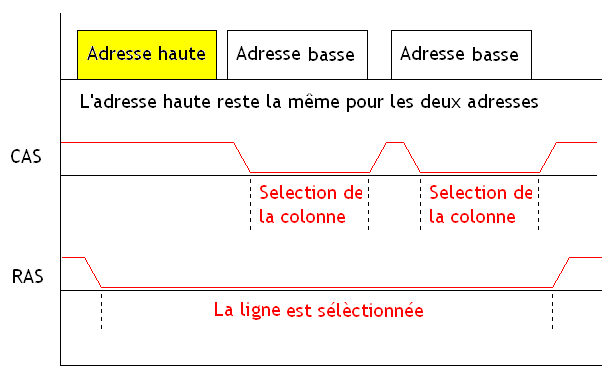 Adresse haute
Adresse basse
Adresse basse
L'adresse haute reste la même pour les deux adresses
CAS
Selection de
la colonne
Selection de
la colonne
RAS
La ligne est sélèctionnée